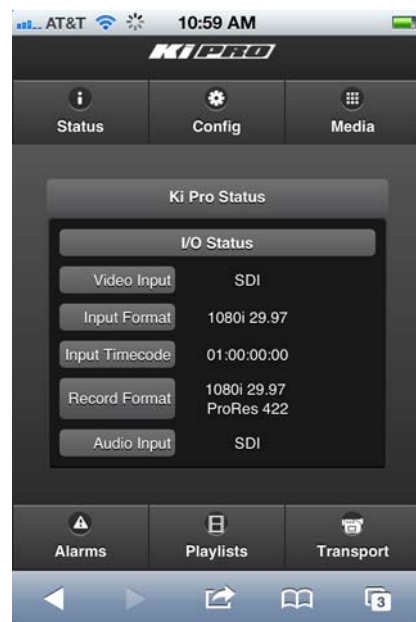 AT&T 10:59 AM
KiPRO
Status Config Media
Ki Pro Status
I/O Status
Video Input SDI
Input Format 1080i 29.97
Input Timecode 01:00:00:00
Record Format 1080i 29.97
ProRes 422
Audio Input SDI
Alarms Playlists Transport
3